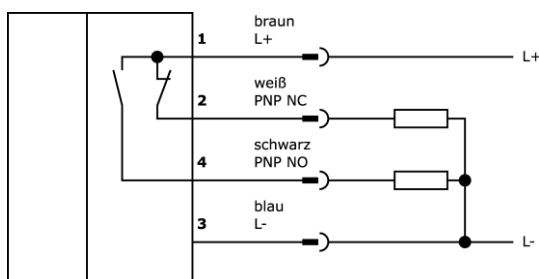 braun
1
L+
L+
weiß
2
PNP NC
schwarz
4
PNP NO
blau
3
L-
L-